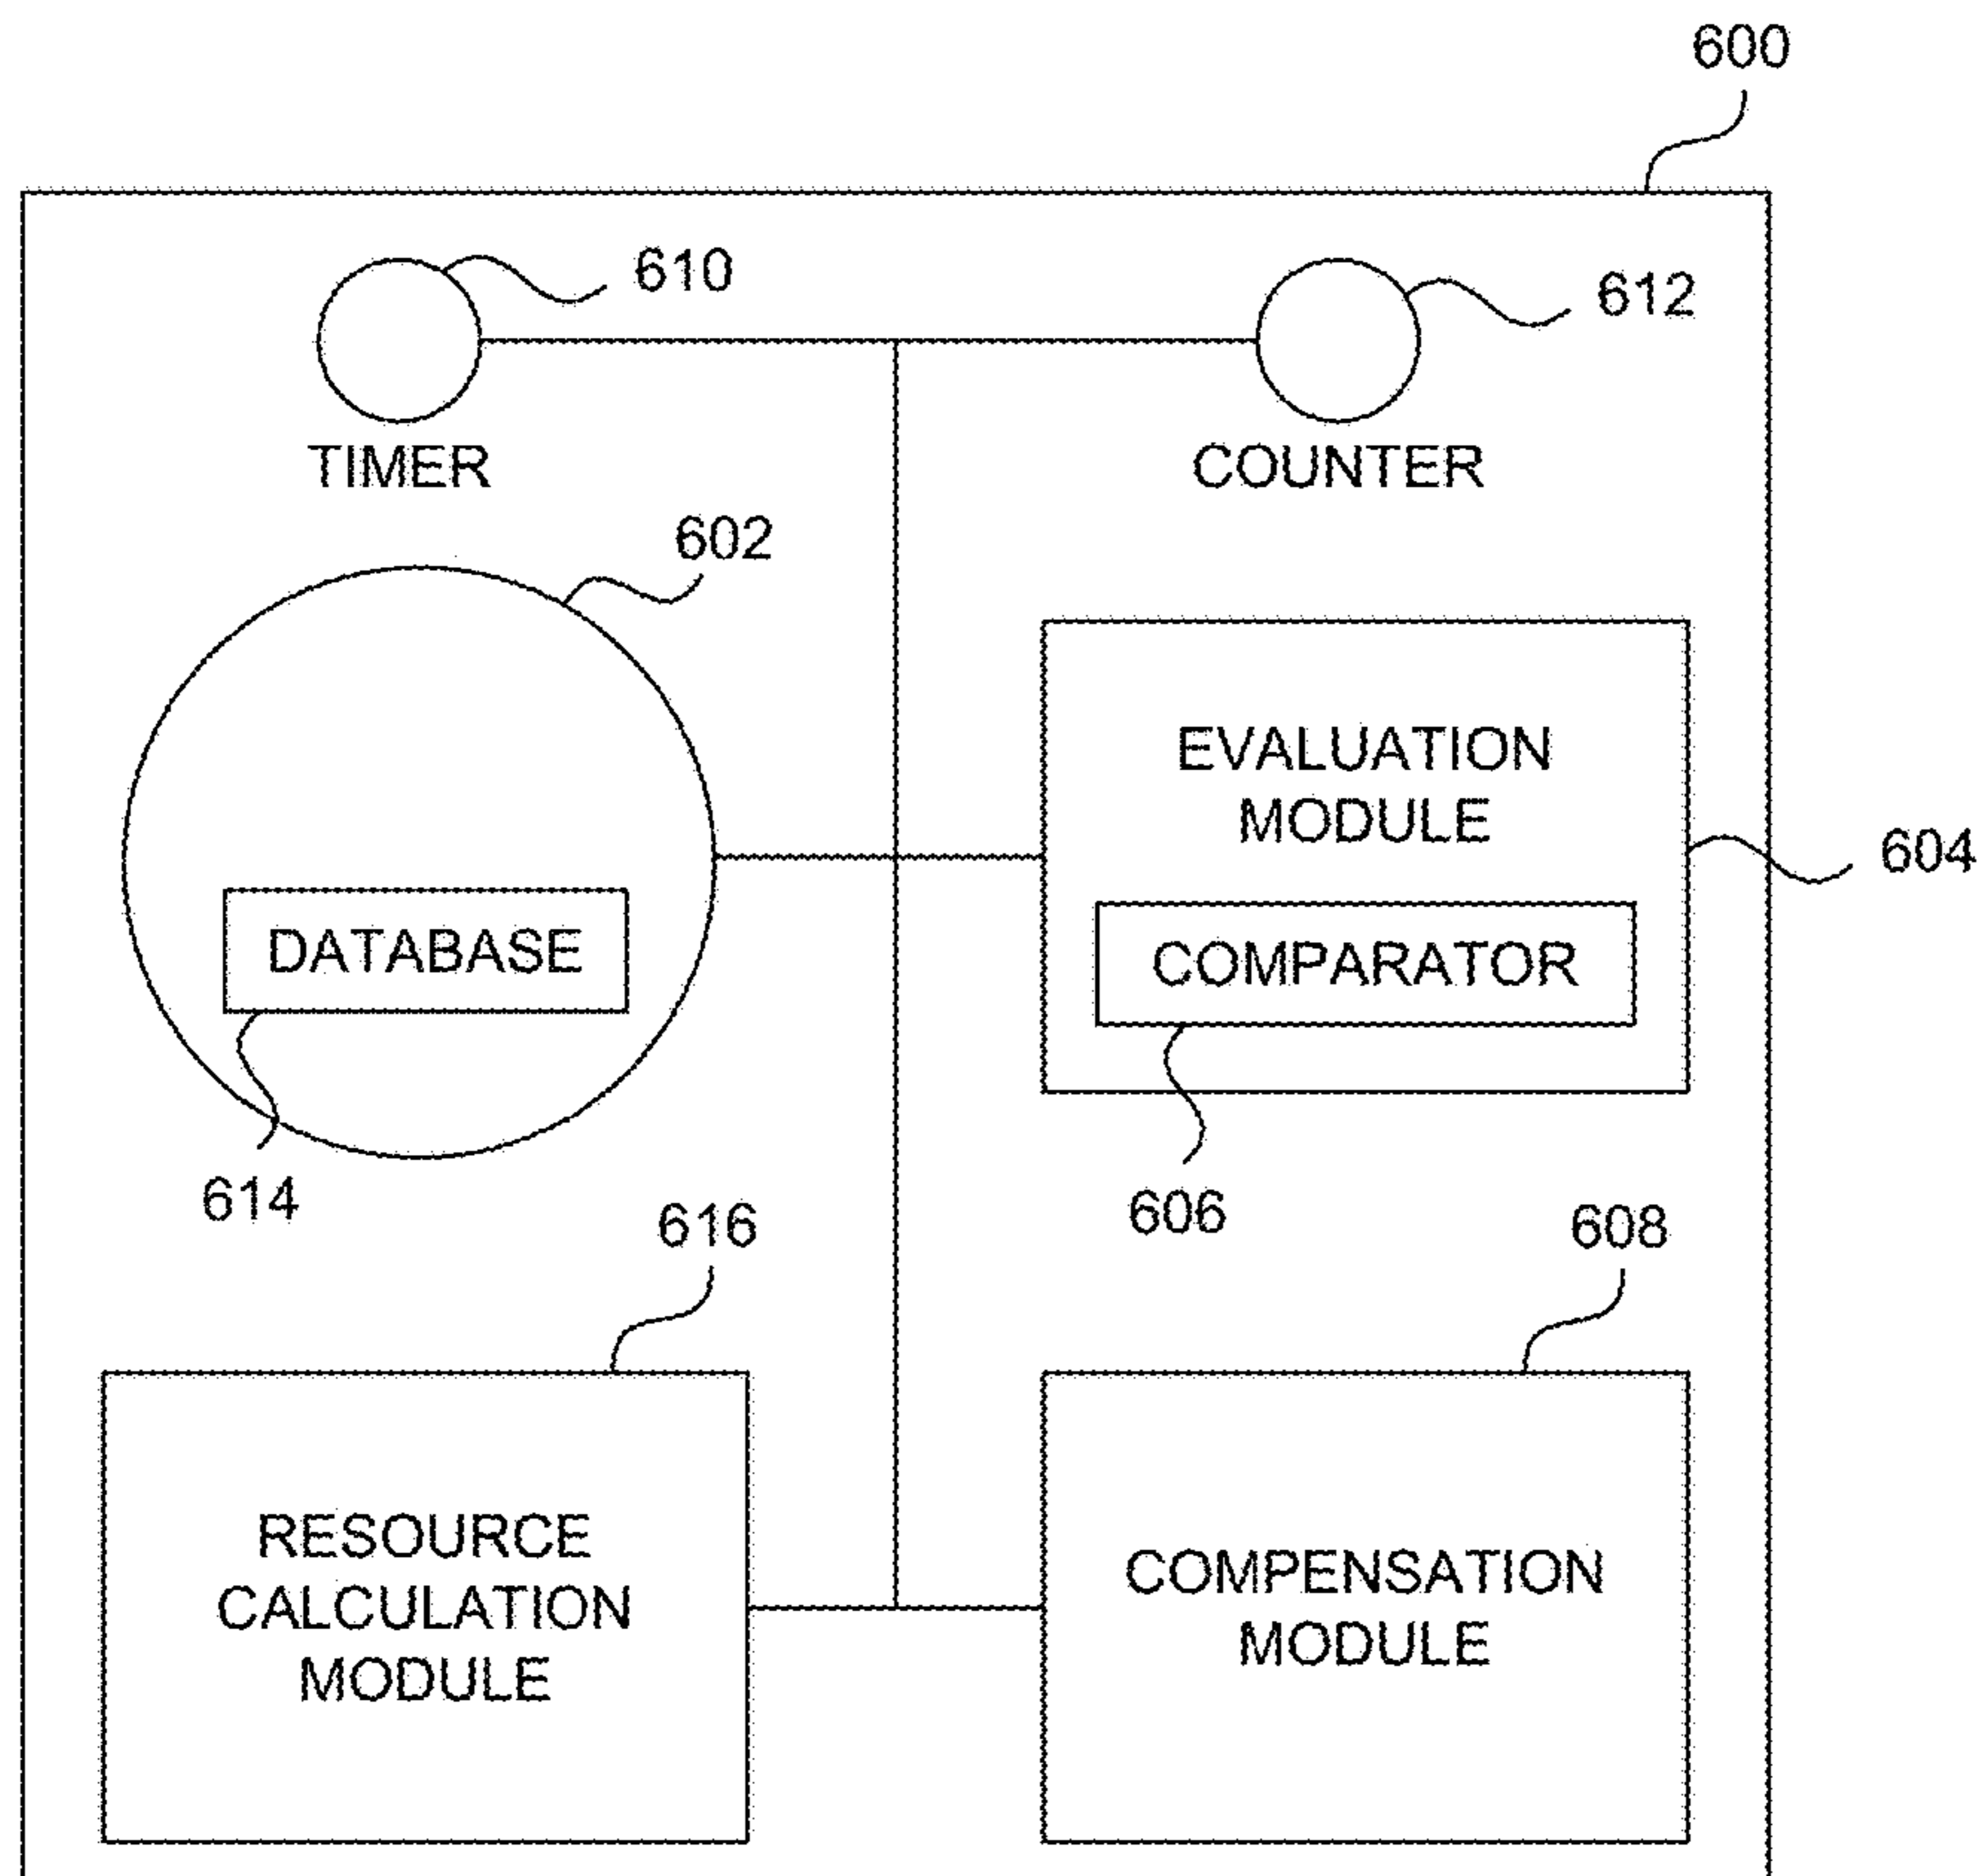 600
610
612
TIMER
COUNTER
602
EVALUATION
MODULE
604
DATABASE
COMPARATOR
614
606
616
608
RESOURCE
CALCULATION
MODULE
COMPENSATION
MODULE